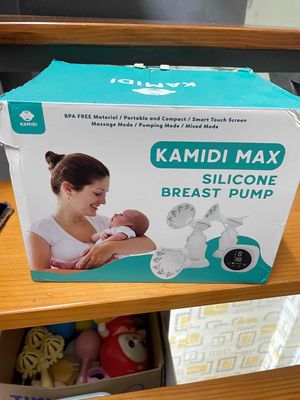 KAMIDI
KAMIDI
BPA FREE Material / Portable and Compact / Smart Touch Screen
Massage Mode / Pumping Mode / Mixed Mode
KAMIDI MAX
SILICONE
BREAST PUMP